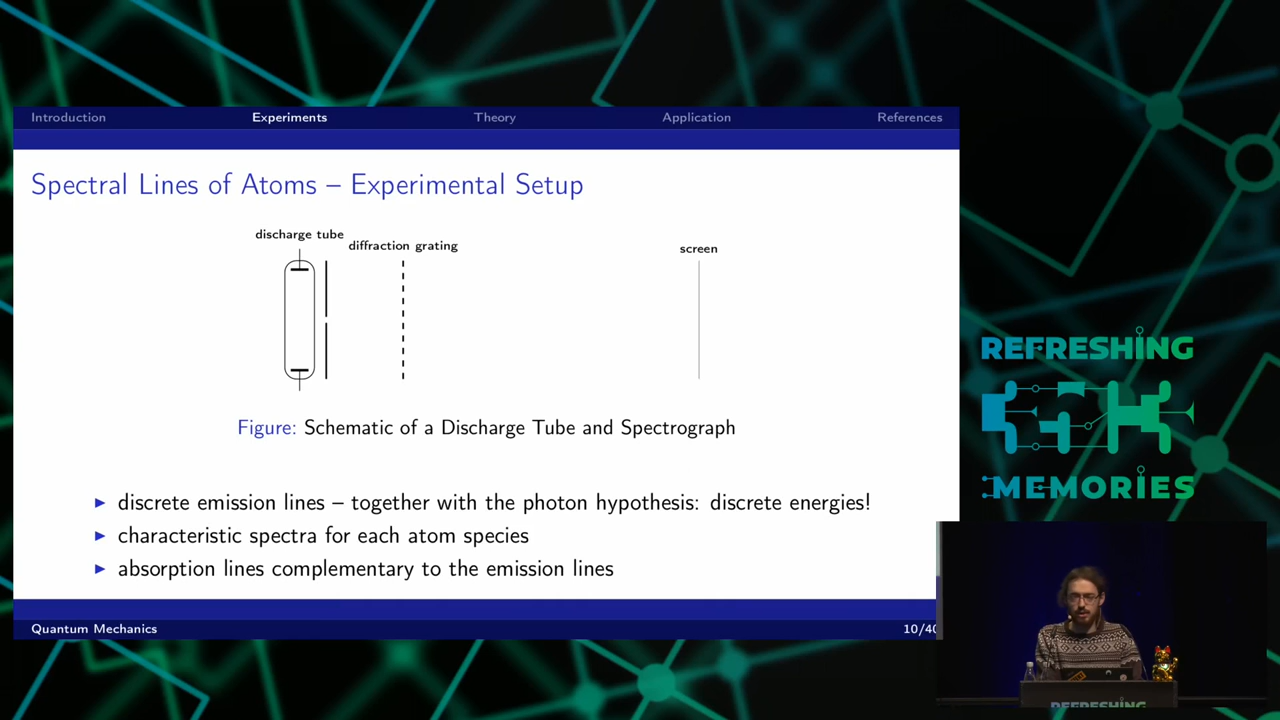 Introduction Experiments Theory Application References
Spectral Lines of Atoms – Experimental Setup
discharge tube
diffraction grating
screen
Figure: Schematic of a Discharge Tube and Spectrograph
▶ discrete emission lines – together with the photon hypothesis: discrete energies!
▶ characteristic spectra for each atom species
▶ absorption lines complementary to the emission lines
Quantum Mechanics 10/40
REFRESHING
35C3
MEMORIES
REFRESHING